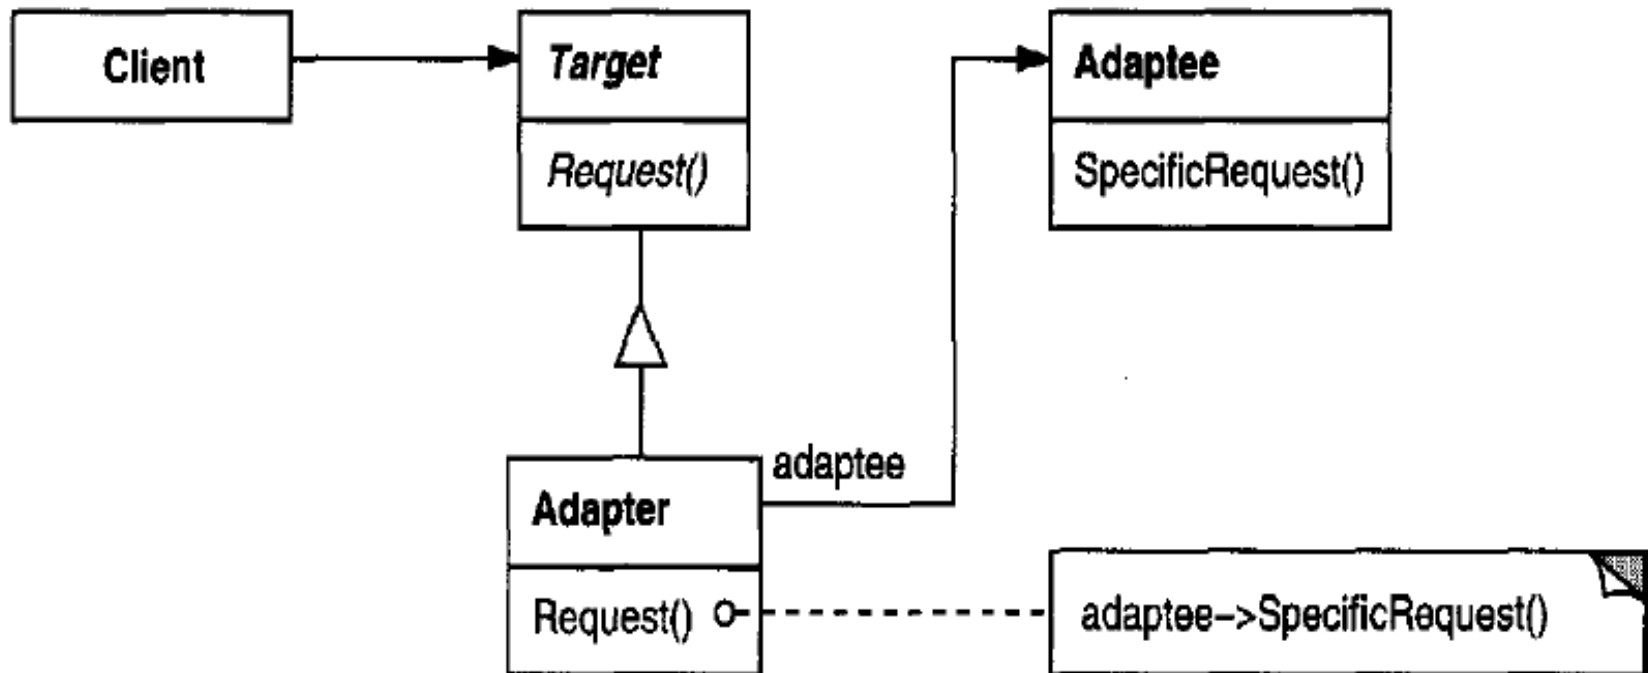 Client
Target
Request()
Adaptee
SpecificRequest()
adaptee
Adapter
Request()
adaptee->SpecificRequest()